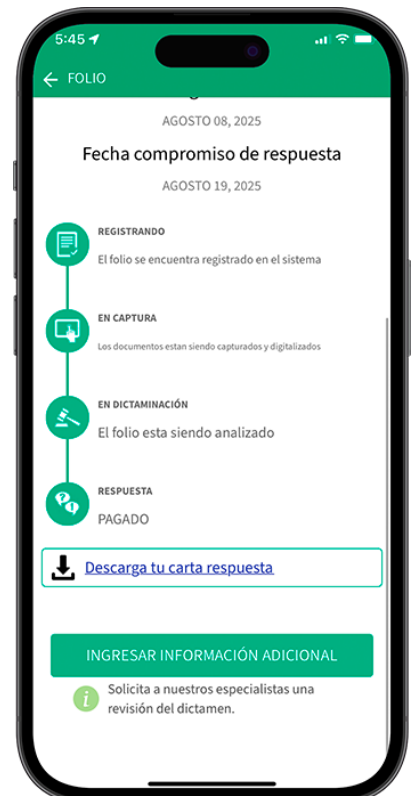 5:45
FOLIO
AGOSTO 08, 2025
Fecha compromiso de respuesta
AGOSTO 19, 2025
REGISTRANDO
El folio se encuentra registrado en el sistema
EN CAPTURA
Los documentos estan siendo capturados y digitalizados
EN DICTAMINACIÓN
El folio esta siendo analizado
RESPUESTA
PAGADO
Descarga tu carta respuesta
INGRESAR INFORMACIÓN ADICIONAL
Solicita a nuestros especialistas una
revisión del dictamen.